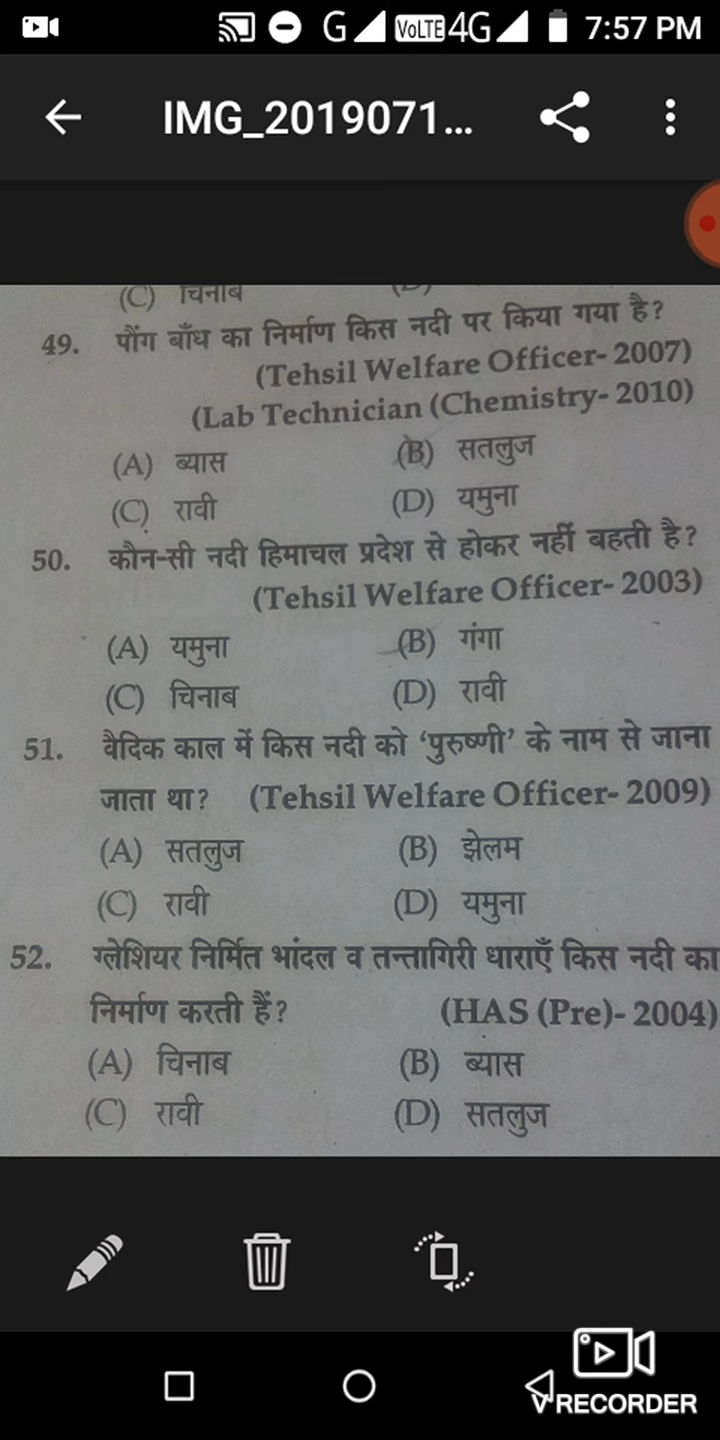 G VoLTE 4G 7:57 PM
IMG_2019071...
(C) चिनाब
49. पौंग बाँध का निर्माण किस नदी पर किया गया है?
(Tehsil Welfare Officer- 2007)
(Lab Technician (Chemistry- 2010)
(A) ब्यास (B) सतलुज
(C) रावी (D) यमुना
50. कौन-सी नदी हिमाचल प्रदेश से होकर नहीं बहती है?
(Tehsil Welfare Officer- 2003)
(A) यमुना (B) गंगा
(C) चिनाब (D) रावी
51. वैदिक काल में किस नदी को ‘पुरुष्णी’ के नाम से जाना
जाता था? (Tehsil Welfare Officer- 2009)
(A) सतलुज (B) झेलम
(C) रावी (D) यमुना
52. ग्लेशियर निर्मित भांदल व तन्तागिरी धाराएँ किस नदी का
निर्माण करती हैं? (HAS (Pre)- 2004)
(A) चिनाब (B) ब्यास
(C) रावी (D) सतलुज
V RECORDER